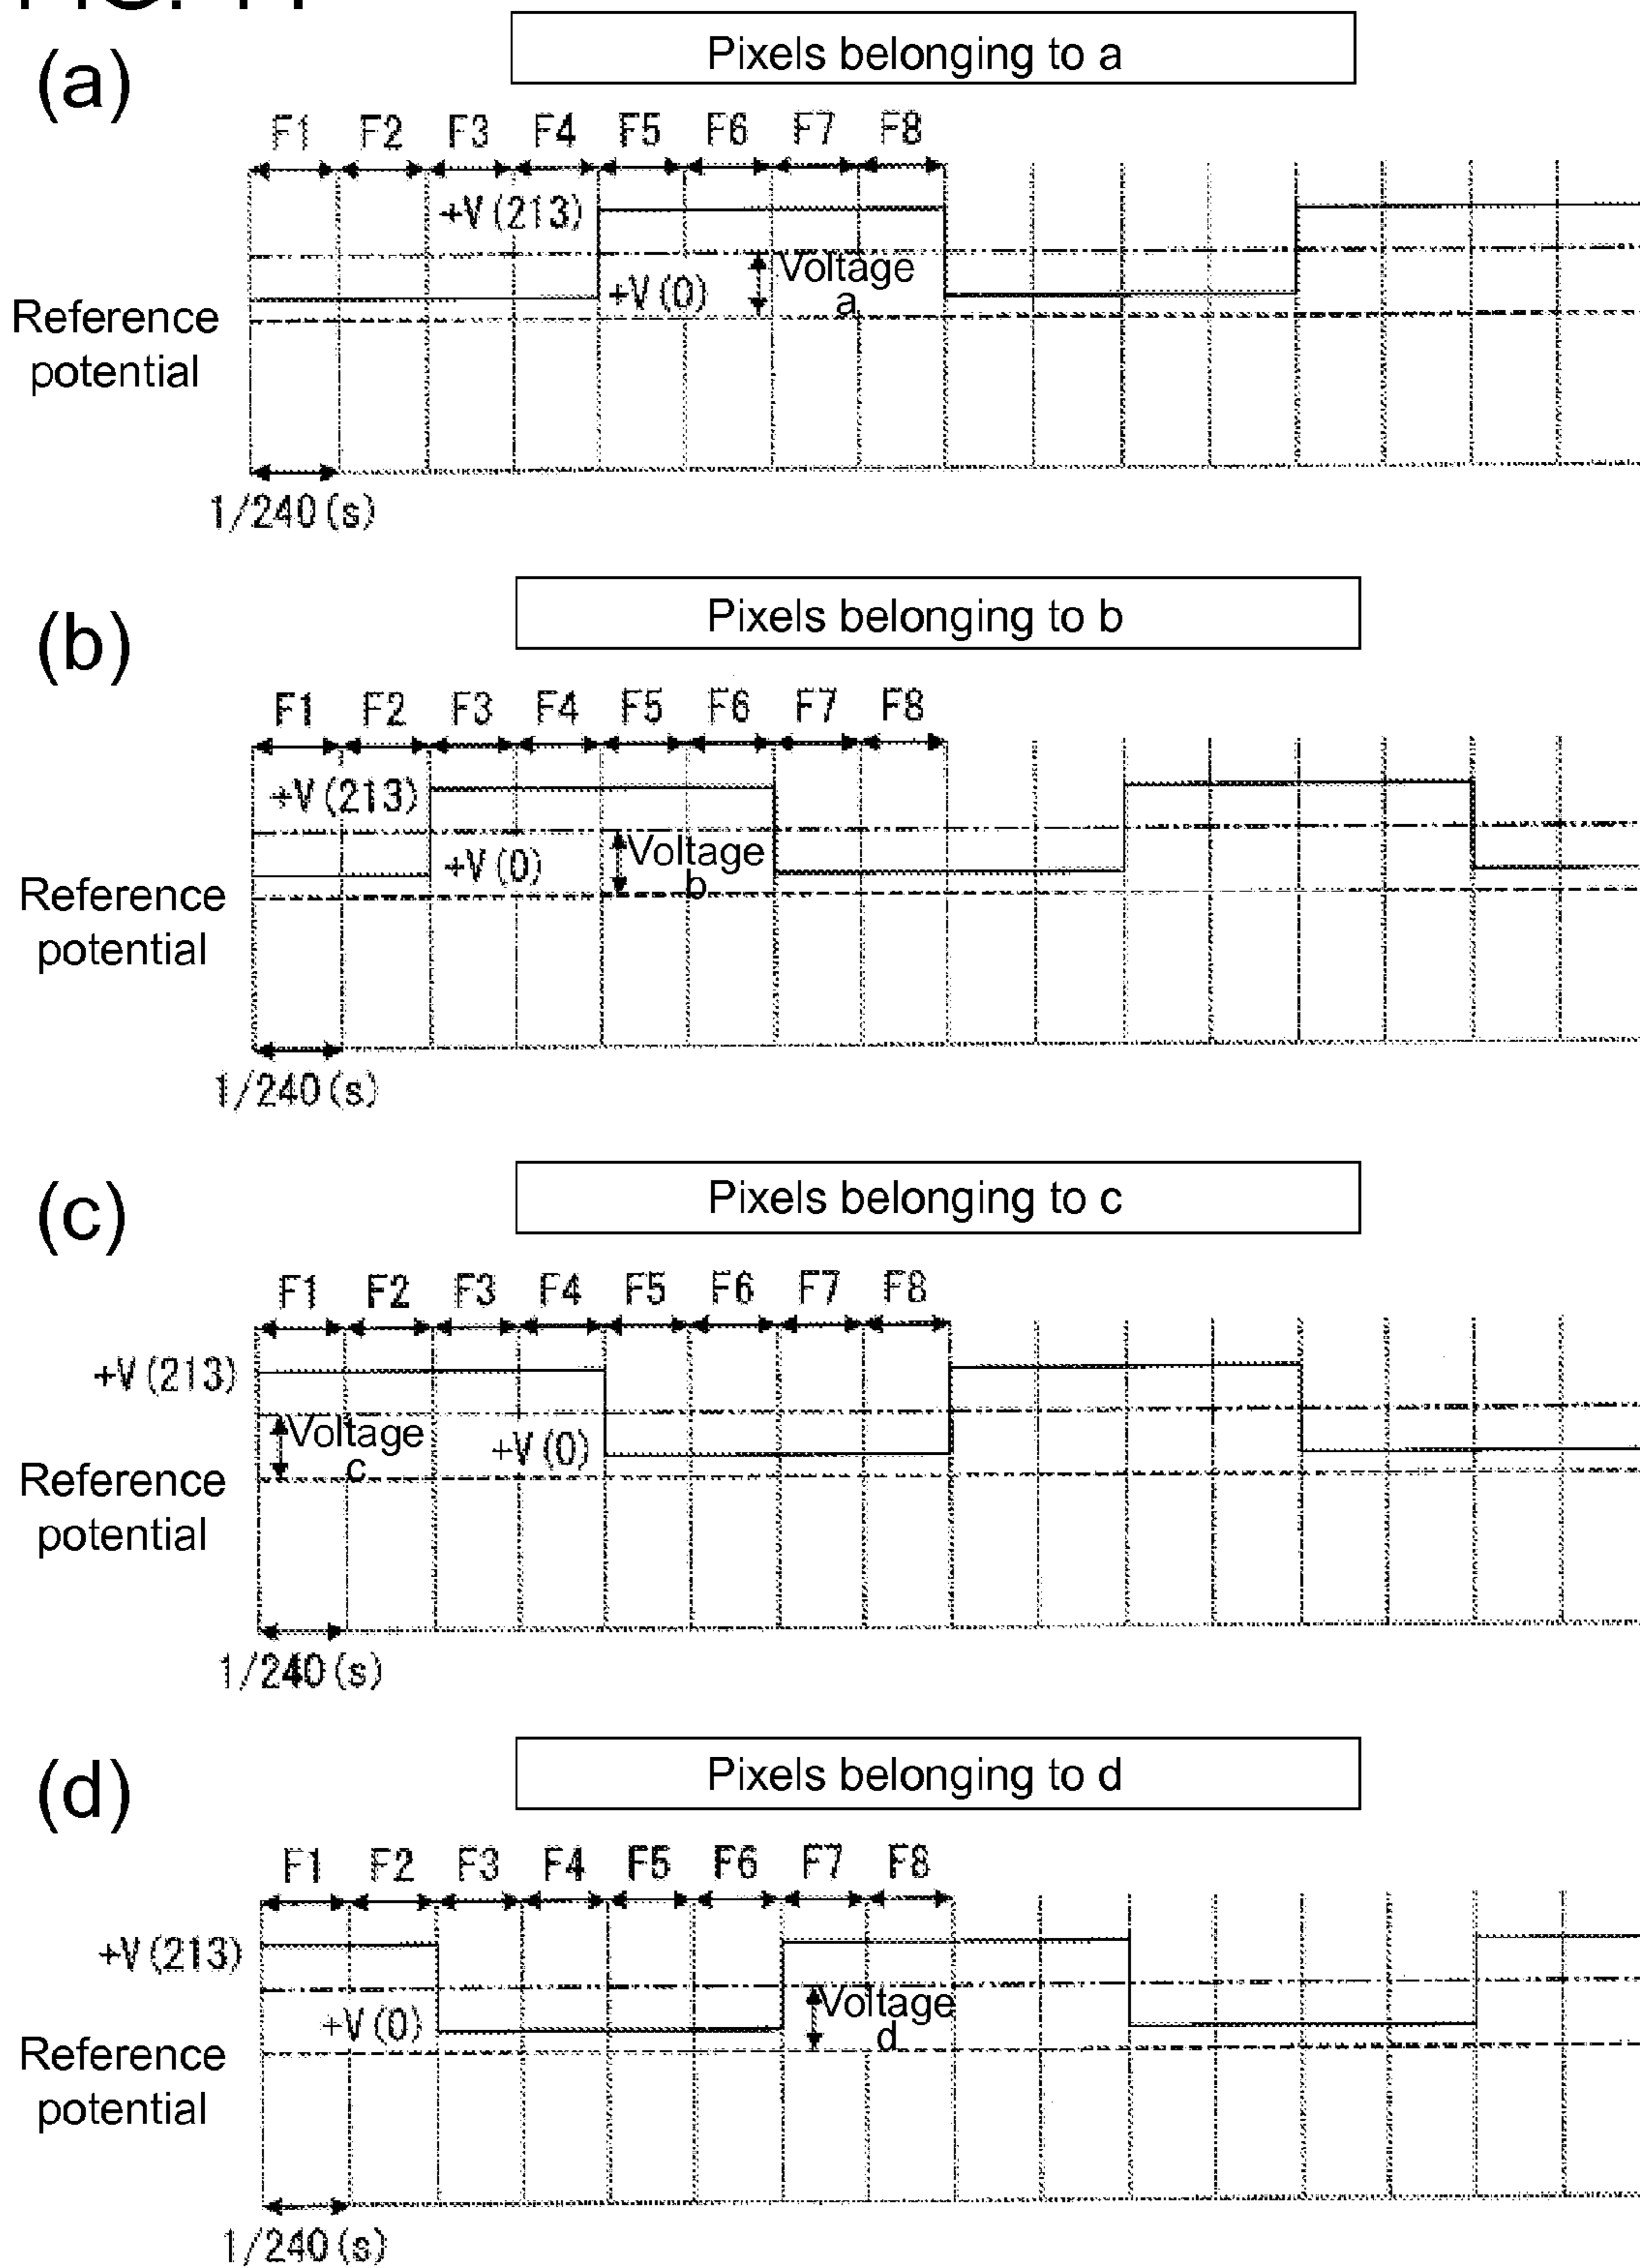 (a)
Pixels belonging to a
F1 F2 F3 F4 F5 F6 F7 F8
+V(213)
Voltage
+V(0)
a
Reference
potential
1/240(s)
(b)
Pixels belonging to b
F1 F2 F3 F4 F5 F6 F7 F8
+V(213)
+V(0)
Voltage
b
Reference
potential
1/240(s)
(c)
Pixels belonging to c
F1 F2 F3 F4 F5 F6 F7 F8
+V(213)
Voltage
+V(0)
c
Reference
potential
1/240(s)
(d)
Pixels belonging to d
F1 F2 F3 F4 F5 F6 F7 F8
+V(213)
Voltage
+V(0)
d
Reference
potential
1/240(s)